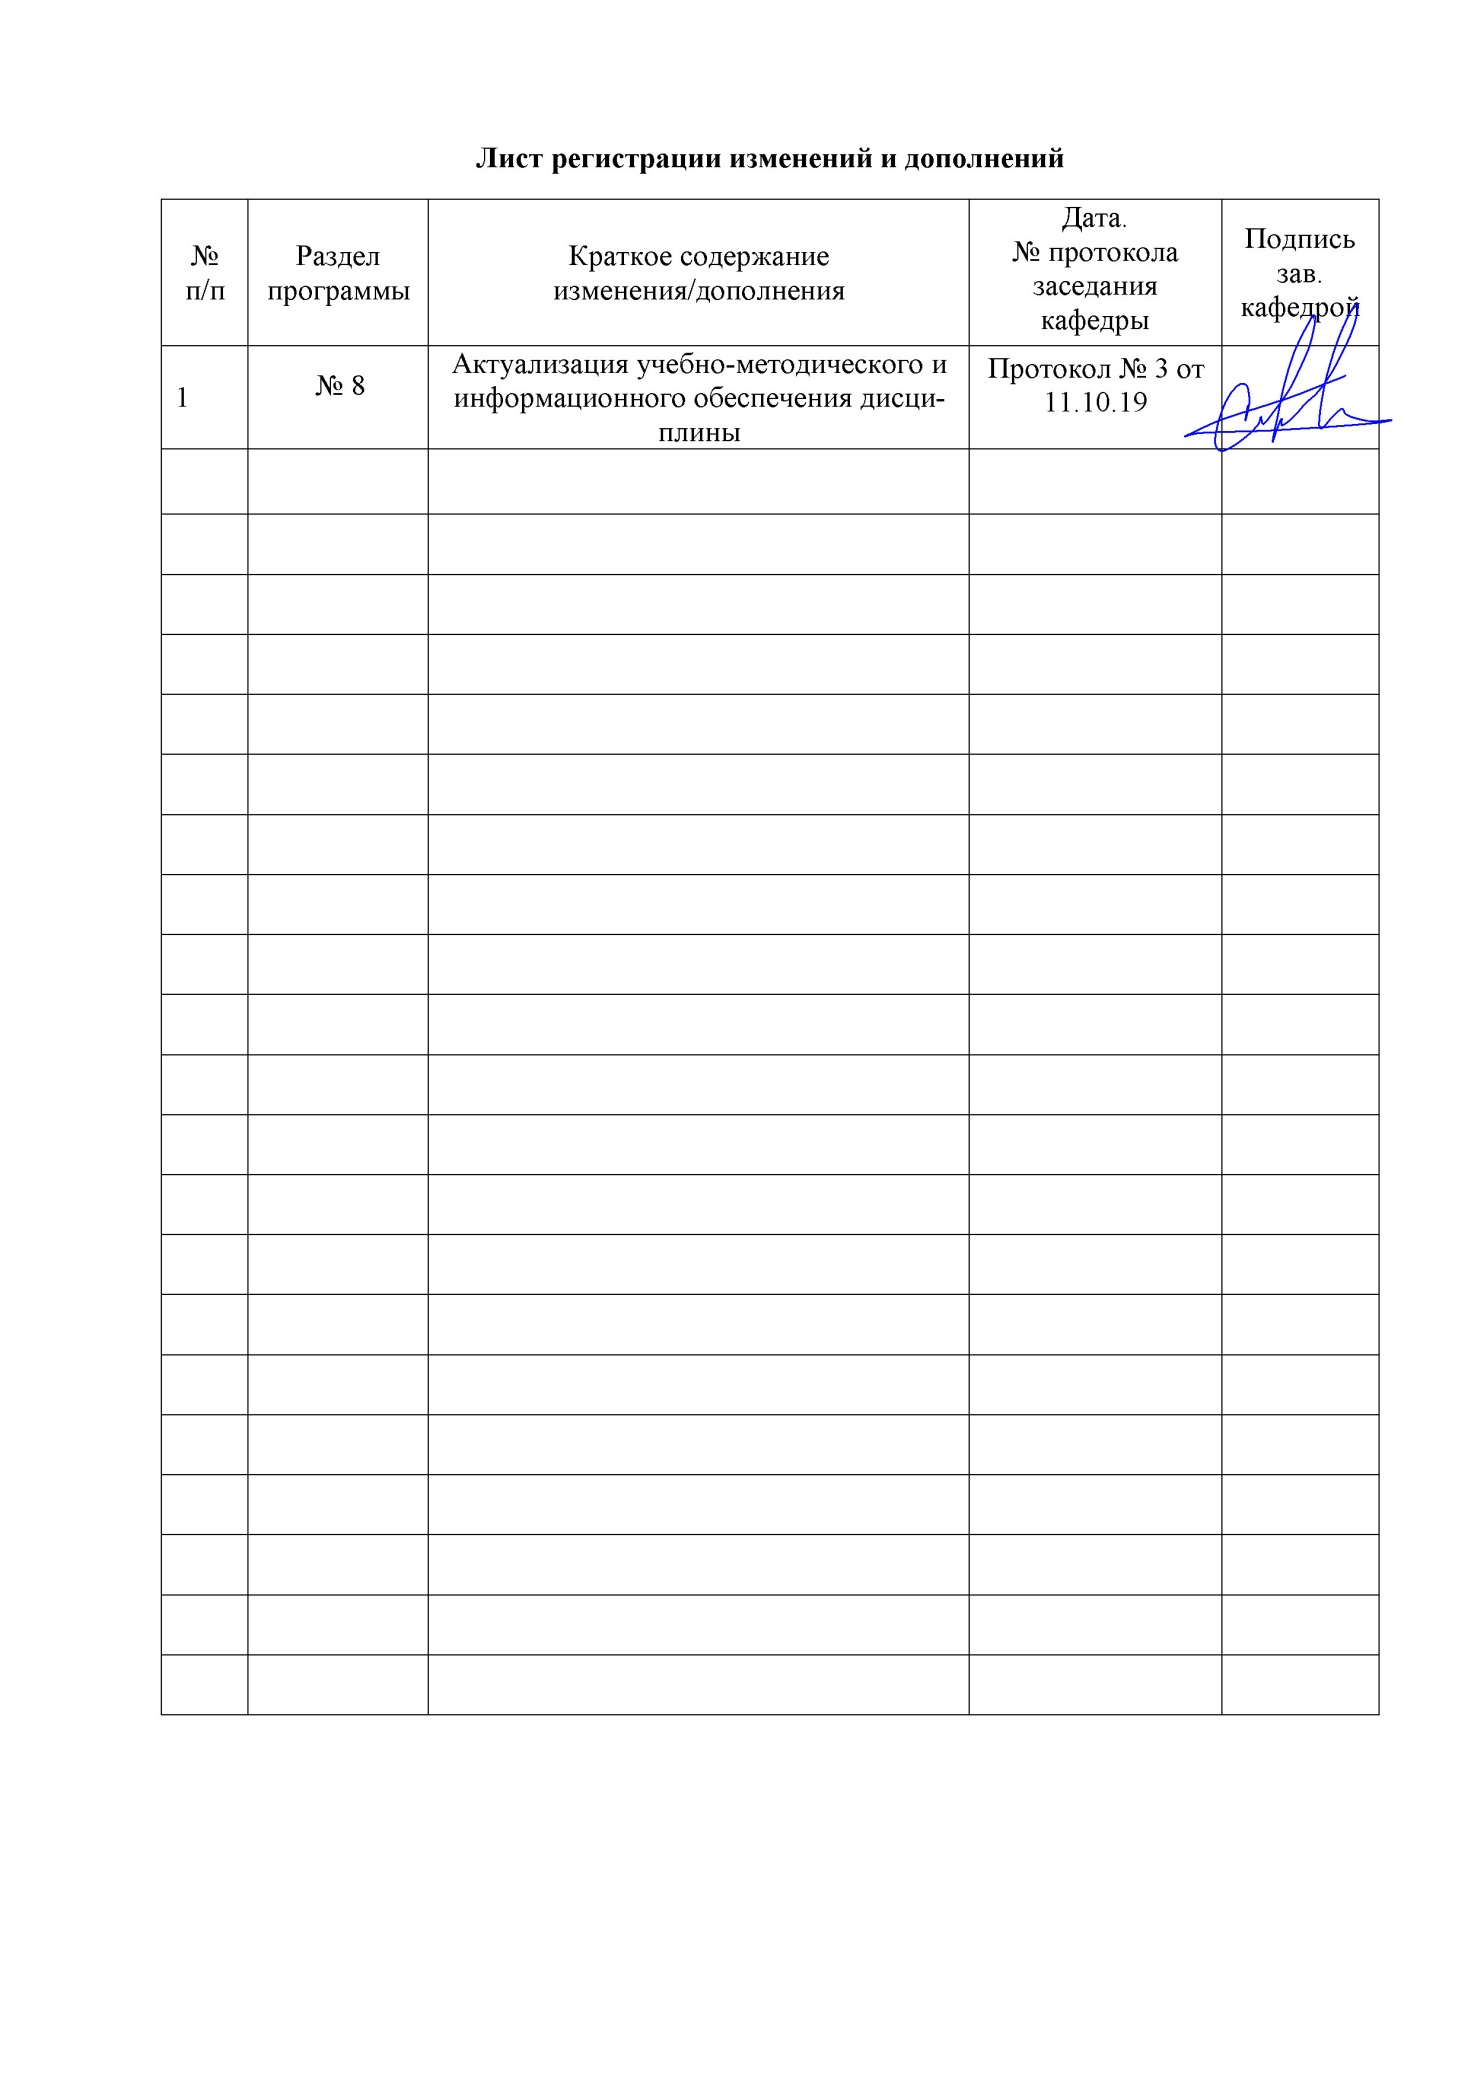 Лист регистрации изменений и дополнений
№
п/п
Раздел
программы
Краткое содержание
изменения/дополнения
Дата.
№ протокола
заседания
кафедры
Подпись
зав.
кафедрой
1
№ 8
Актуализация учебно-методического и
информационного обеспечения дисци-
плины
Протокол № 3 от
11.10.19